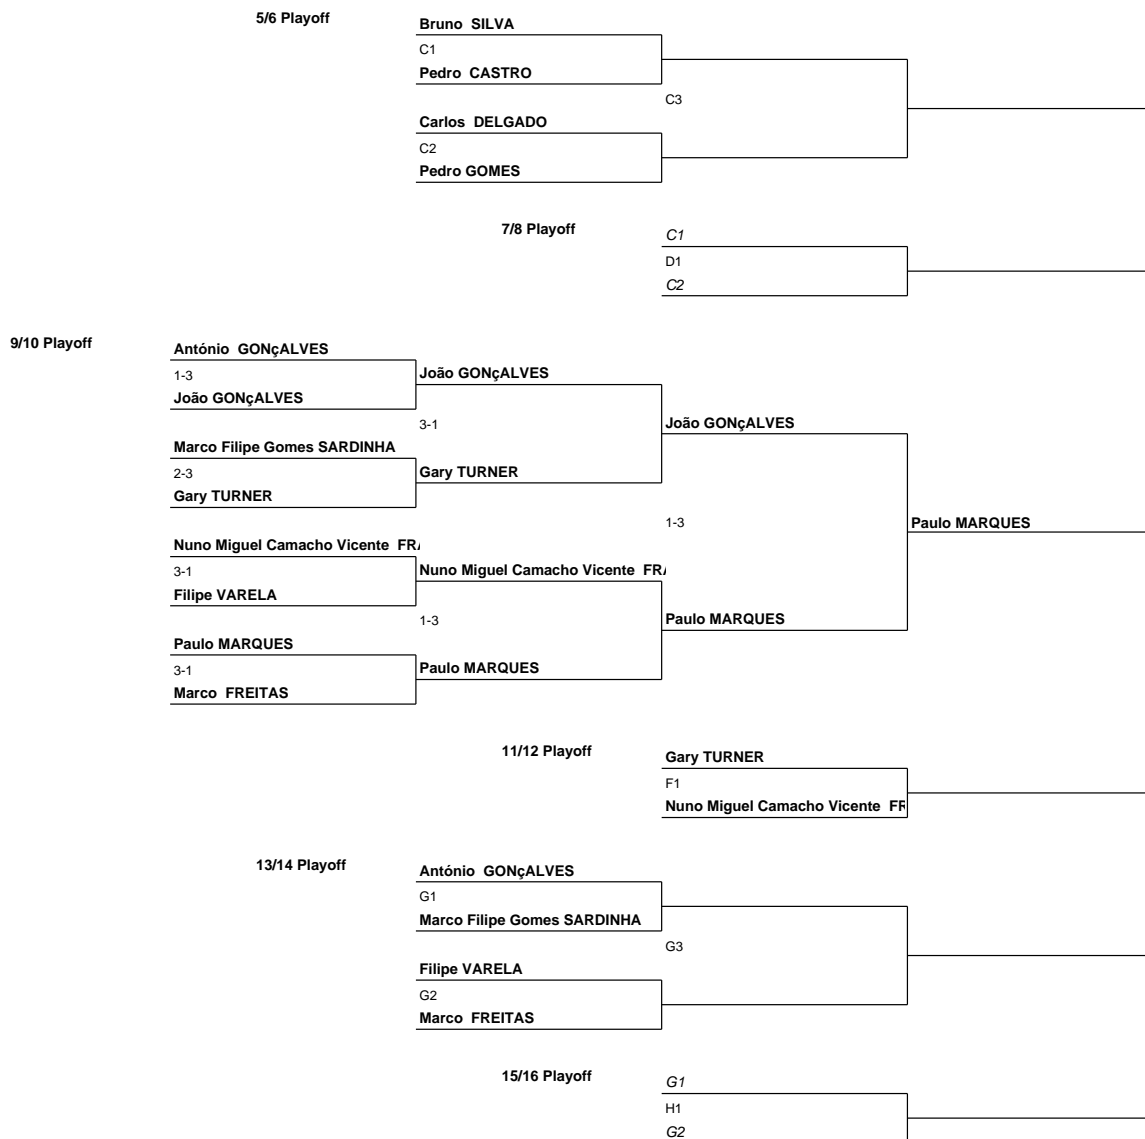 5/6 Playoff
Bruno SILVA
C1
Pedro CASTRO
C3
Carlos DELGADO
C2
Pedro GOMES
7/8 Playoff
C1
D1
C2
9/10 Playoff
António GONçALVES
1-3
João GONçALVES
João GONçALVES
3-1
João GONçALVES
Marco Filipe Gomes SARDINHA
2-3
Gary TURNER
Gary TURNER
1-3
Paulo MARQUES
Nuno Miguel Camacho Vicente FRA
3-1
Nuno Miguel Camacho Vicente FRA
Filipe VARELA
1-3
Paulo MARQUES
Paulo MARQUES
3-1
Paulo MARQUES
Marco FREITAS
11/12 Playoff
Gary TURNER
F1
Nuno Miguel Camacho Vicente FR
13/14 Playoff
António GONçALVES
G1
Marco Filipe Gomes SARDINHA
G3
Filipe VARELA
G2
Marco FREITAS
15/16 Playoff
G1
H1
G2